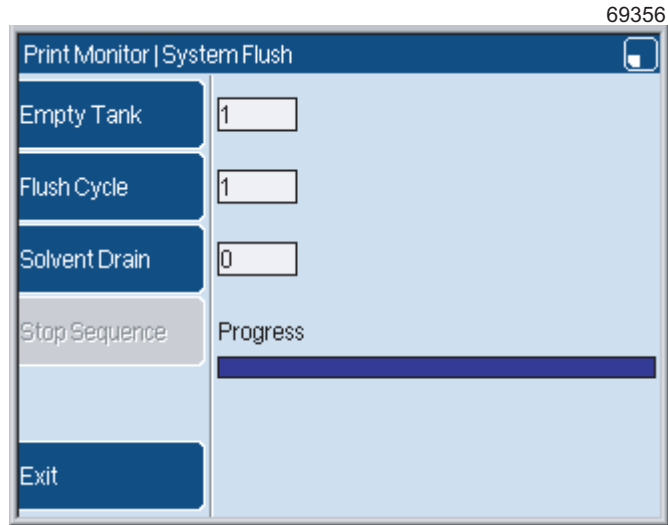 69356
Print Monitor | System Flush
Empty Tank 1
Flush Cycle 1
Solvent Drain 0
Stop Sequence Progress
Exit